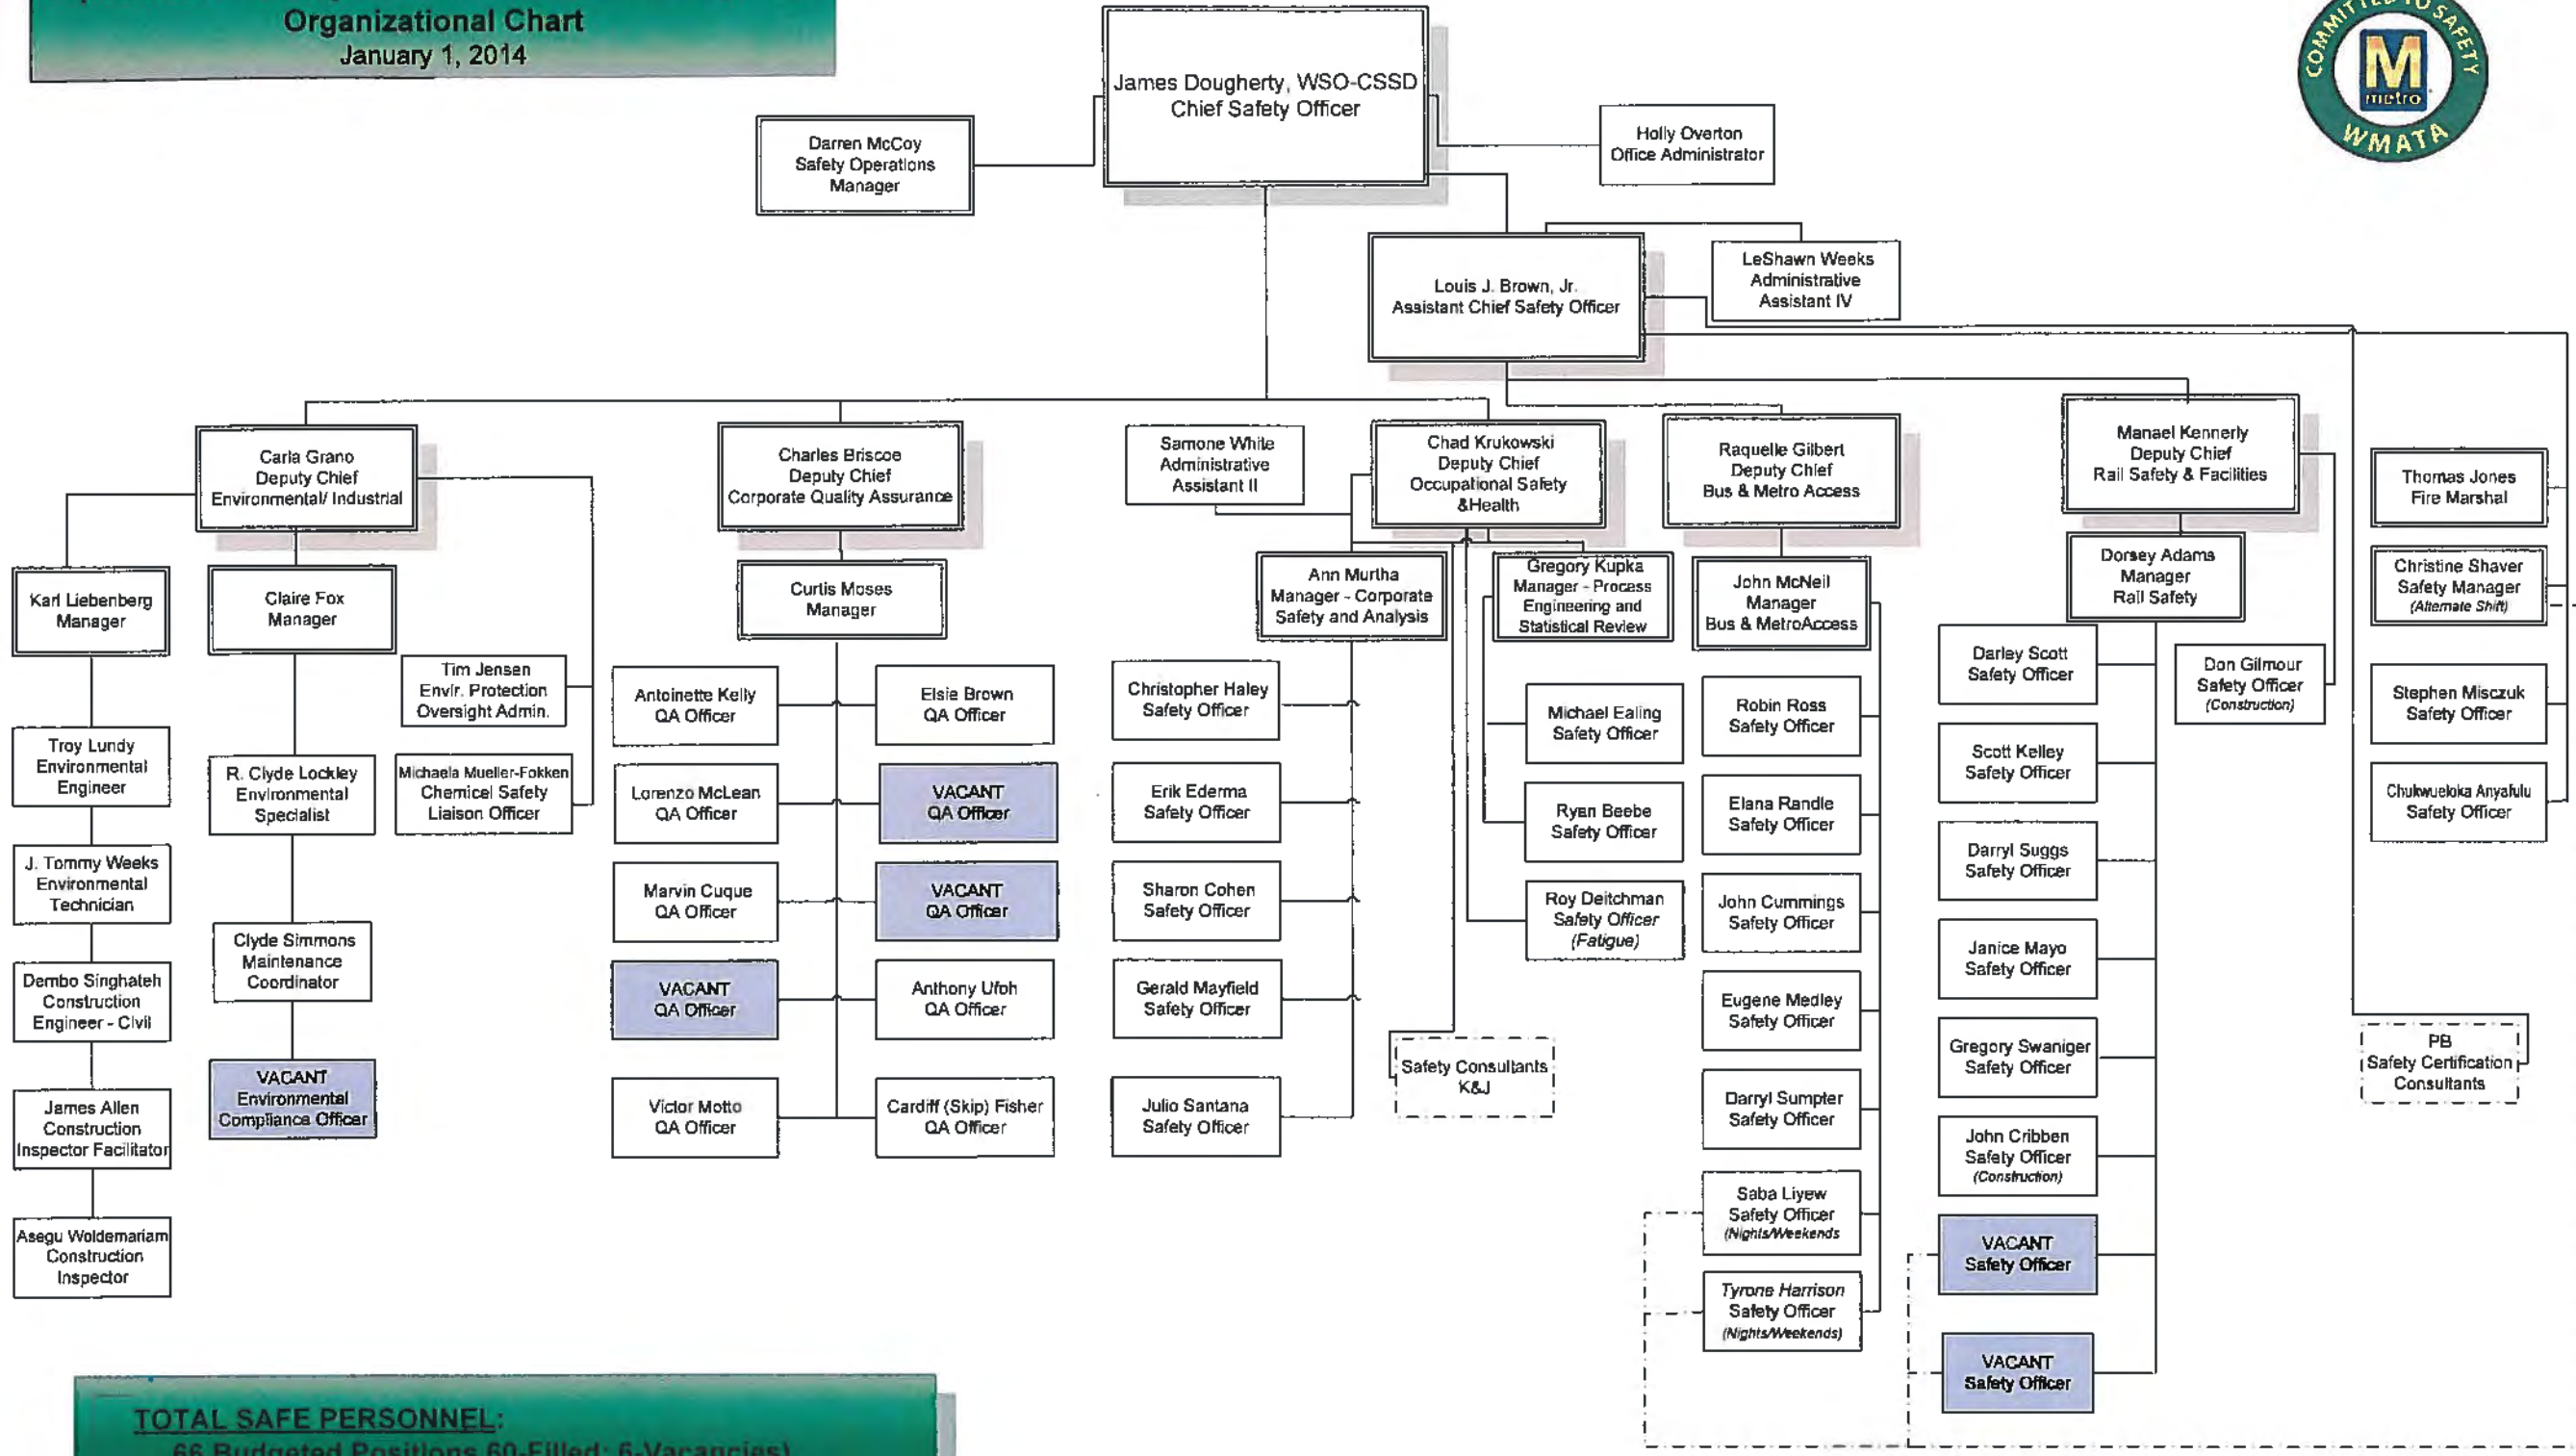 Organizational Chart
January 1, 2014
COMMITTED TO SAFETY
M
metro
WMATA
James Dougherty, WSO-CSSD
Chief Safety Officer
Darren McCoy
Safety Operations
Manager
Holly Overton
Office Administrator
Louis J. Brown, Jr.
Assistant Chief Safety Officer
LeShawn Weeks
Administrative
Assistant IV
Carla Grano
Deputy Chief
Environmental/ Industrial
Charles Briscoe
Deputy Chief
Corporate Quality Assurance
Samone White
Administrative
Assistant II
Chad Krukowski
Deputy Chief
Occupational Safety
&Health
Raquelle Gilbert
Deputy Chief
Bus & Metro Access
Manael Kennerly
Deputy Chief
Rail Safety & Facilities
Thomas Jones
Fire Marshal
Karl Liebenberg
Manager
Claire Fox
Manager
Curtis Moses
Manager
Ann Murtha
Manager - Corporate
Safety and Analysis
Gregory Kupka
Manager - Process
Engineering and
Statistical Review
John McNeil
Manager
Bus & MetroAccess
Dorsey Adams
Manager
Rail Safety
Christine Shaver
Safety Manager
(Alternate Shift)
Tim Jensen
Envir. Protection
Oversight Admin.
Michaela Mueller-Fokken
Chemical Safety
Liaison Officer
Troy Lundy
Environmental
Engineer
J. Tommy Weeks
Environmental
Technician
Dembo Singhateh
Construction
Engineer - Civil
James Allen
Construction
Inspector Facilitator
Asegu Woldemariam
Construction
Inspector
R. Clyde Lockley
Environmental
Specialist
Clyde Simmons
Maintenance
Coordinator
VACANT
Environmental
Compliance Officer
Antoinette Kelly
QA Officer
Elsie Brown
QA Officer
Lorenzo McLean
QA Officer
VACANT
QA Officer
Marvin Cuque
QA Officer
VACANT
QA Officer
VACANT
QA Officer
Anthony Ufoh
QA Officer
Victor Motto
QA Officer
Cardiff (Skip) Fisher
QA Officer
Christopher Haley
Safety Officer
Erik Ederma
Safety Officer
Sharon Cohen
Safety Officer
Gerald Mayfield
Safety Officer
Julio Santana
Safety Officer
Safety Consultants
K&J
Michael Ealing
Safety Officer
Ryan Beebe
Safety Officer
Roy Deitchman
Safety Officer
(Fatigue)
Robin Ross
Safety Officer
Elana Randle
Safety Officer
John Cummings
Safety Officer
Eugene Medley
Safety Officer
Darryl Sumpter
Safety Officer
Saba Liyew
Safety Officer
(Nights/Weekends
Tyrone Harrison
Safety Officer
(Nights/Weekends)
Darley Scott
Safety Officer
Scott Kelley
Safety Officer
Darryl Suggs
Safety Officer
Janice Mayo
Safety Officer
Gregory Swaniger
Safety Officer
John Cribben
Safety Officer
(Construction)
VACANT
Safety Officer
VACANT
Safety Officer
Don Gilmour
Safety Officer
(Construction)
Stephen Misczuk
Safety Officer
Chukwueloka Anyafulu
Safety Officer
PB
Safety Certification
Consultants
TOTAL SAFE PERSONNEL:
66 Budgeted Positions 60-Filled; 6-Vacancies)